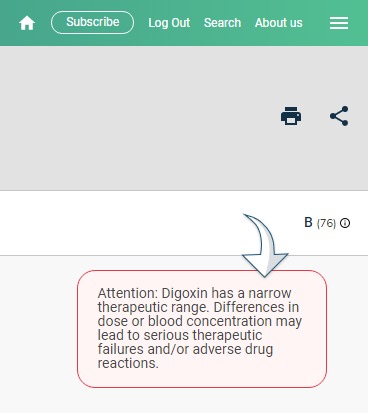 Subscribe Log Out Search About us
B (76)
Attention: Digoxin has a narrow
therapeutic range. Differences in
dose or blood concentration may
lead to serious therapeutic
failures and/or adverse drug
reactions.